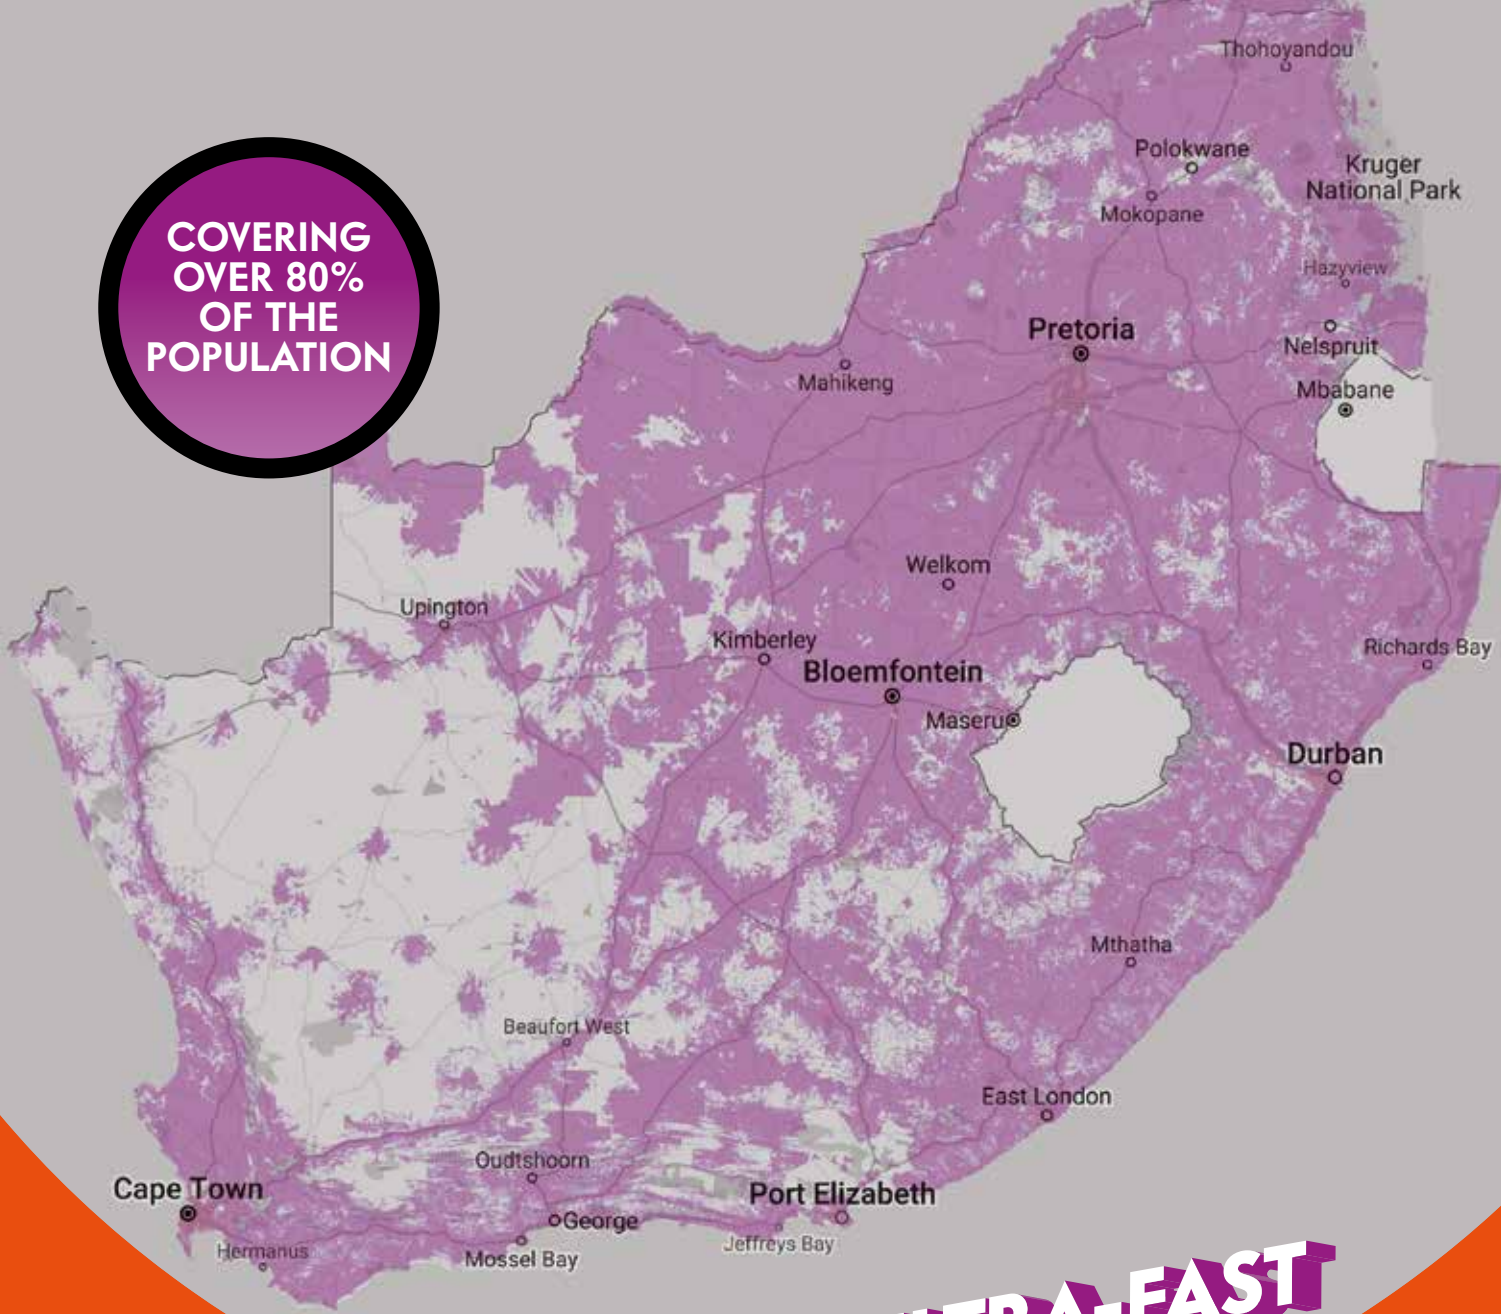 Thohoyandou
Polokwane
Kruger
National Park
Mokopane
COVERING
OVER 80%
OF THE
POPULATION
Hazyview
Pretoria
Nelspruit
Mahikeng
Mbabane
Welkom
Upington
Kimberley
Richards Bay
Bloemfontein
Maseru
Durban
Mthatha
Beaufort West
East London
Oudtshoorn
Cape Town
Port Elizabeth
George
Jeffreys Bay
Hermanus
Mossel Bay
ULTRA-FAST